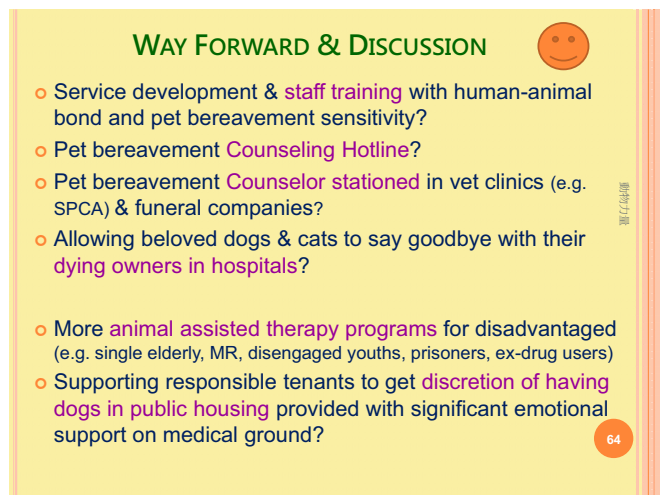 WAY FORWARD & DISCUSSION
Service development & staff training with human-animal
bond and pet bereavement sensitivity?
Pet bereavement Counseling Hotline?
Pet bereavement Counselor stationed in vet clinics (e.g.
SPCA) & funeral companies?
Allowing beloved dogs & cats to say goodbye with their
dying owners in hospitals?
More animal assisted therapy programs for disadvantaged
(e.g. single elderly, MR, disengaged youths, prisoners, ex-drug users)
Supporting responsible tenants to get discretion of having
dogs in public housing provided with significant emotional
support on medical ground?
動物力量
64